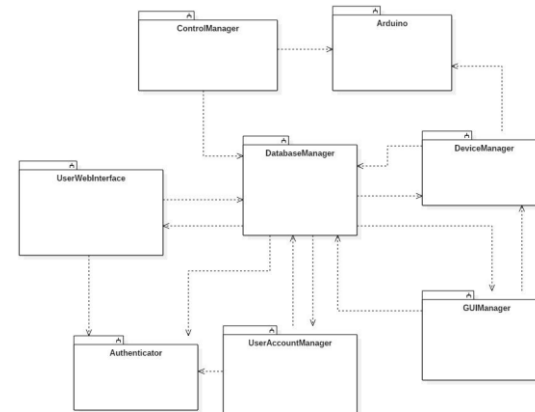 ControlManager
Arduino
DatabaseManager
DeviceManager
UserWebInterface
GUIManager
Authenticator
UserAccountManager